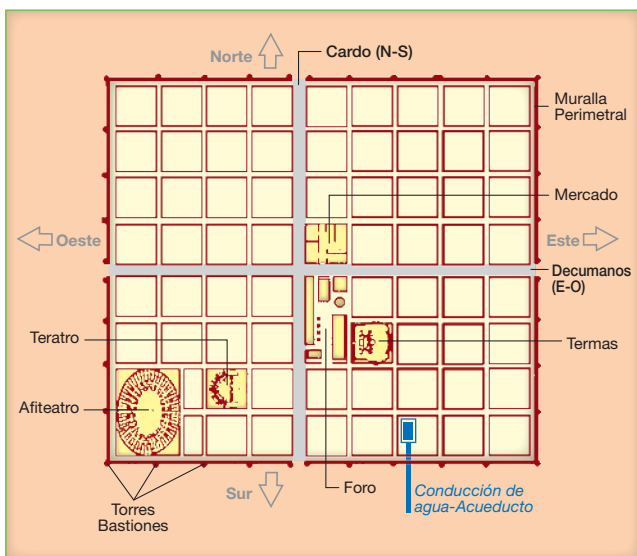 Norte
Cardo (N-S)
Muralla
Perimetral
Mercado
Oeste
Este
Decumanos
(E-O)
Teratro
Termas
Afiteatro
Foro
Sur
Conducción de
agua-Acueducto
Torres
Bastiones